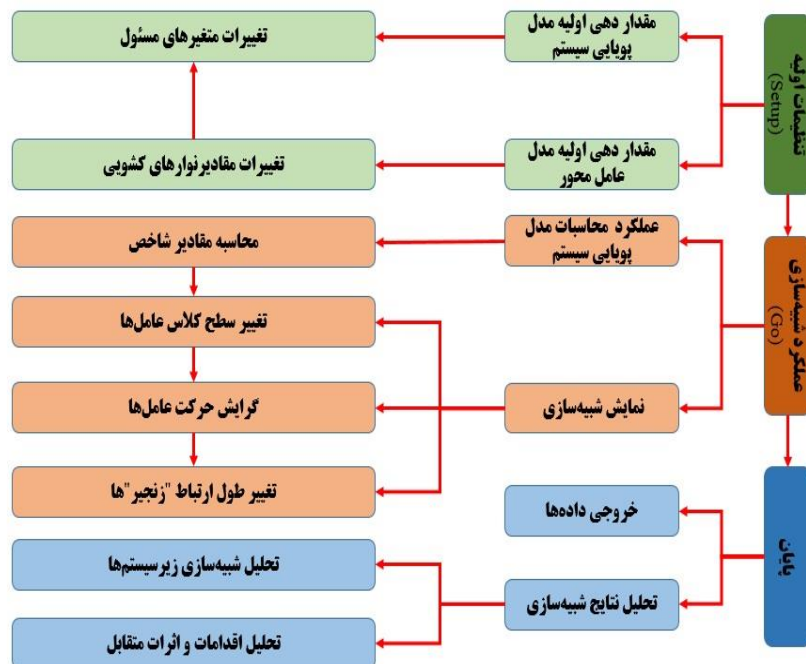 تنظیمات اولیه
(Setup)
مقدار دهی اولیه مدل
پویایی سیستم
تغییرات متغیرهای مسئول
مقدار دهی اولیه مدل
عامل محور
تغییرات مقادیرنوارهای کشویی
عملکرد شبیه‌سازی
(Go)
عملکرد محاسبات مدل
پویایی سیستم
محاسبه مقادیر شاخص
تغییر سطح کلاس عامل‌ها
نمایش شبیه‌سازی
گرایش حرکت عامل‌ها
تغییر طول ارتباط "زنجیر"ها
پایان
خروجی داده‌ها
تحلیل نتایج شبیه‌سازی
تحلیل شبیه‌سازی زیرسیستم‌ها
تحلیل اقدامات و اثرات متقابل